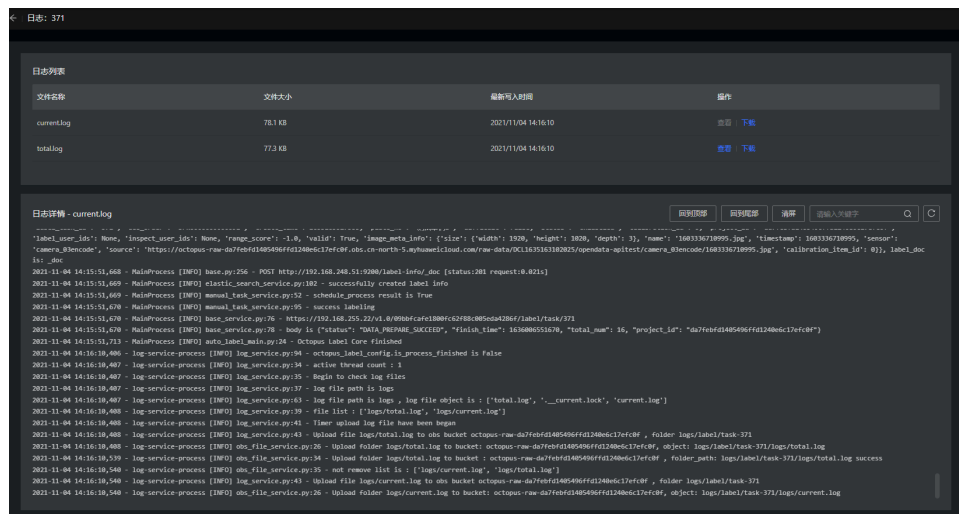 日志：371
日志列表
文件名称 文件大小 最新写入时间 操作
current.log 78.1 KB 2021/11/04 14:16:10 查看 | 下载
total.log 77.3 KB 2021/11/04 14:16:10 查看 | 下载
日志详情 - current.log 回到顶部 回到尾部 清屏 请输入关键字
'label_user_ids': None, 'inspect_user_ids': None, 'range_score': -1.0, 'valid': True, 'image_meta_info': {'size': {'width': 1920, 'height': 1020, 'depth': 3}, 'name': '1603336710995.jpg', 'timestamp': 1603336710995, 'sensor':
'camera_03encode', 'source': 'https://octopus-raw-da7febfd1405496ffd1240e6c17efc0f.obs.cn-north-5.myhuaweicloud.com/raw-data/OCL1635163102025/opendata-apitest/camera_03encode/1603336710995.jpg', 'calibration_item_id': 0}}, label_doc
is: _doc
2021-11-04 14:15:51,668 - MainProcess [INFO] base.py:256 - POST http://192.168.248.51:9200/label-info/_doc [status:201 request:0.021s]
2021-11-04 14:15:51,669 - MainProcess [INFO] elastic_search_service.py:102 - successfully created label info
2021-11-04 14:15:51,669 - MainProcess [INFO] manual_task_service.py:52 - schedule_process result is True
2021-11-04 14:15:51,670 - MainProcess [INFO] manual_task_service.py:95 - success labeling
2021-11-04 14:15:51,670 - MainProcess [INFO] base_service.py:76 - https://192.168.255.22/v1.0/09bbfcafe1800fc62f88c005eda4286f/label/task/371
2021-11-04 14:15:51,670 - MainProcess [INFO] base_service.py:78 - body is {"status": "DATA_PREPARE_SUCCEED", "finish_time": 1636006551670, "total_num": 16, "project_id": "da7febfd1405496ffd1240e6c17efc0f"}
2021-11-04 14:15:51,713 - MainProcess [INFO] auto_label_main.py:24 - Octopus Label Core finished
2021-11-04 14:16:10,406 - log-service-process [INFO] log_service.py:94 - octopus_label_config.is_process_finished is False
2021-11-04 14:16:10,407 - log-service-process [INFO] log_service.py:34 - active thread count : 1
2021-11-04 14:16:10,407 - log-service-process [INFO] log_service.py:35 - Begin to check log files
2021-11-04 14:16:10,407 - log-service-process [INFO] log_service.py:37 - log file path is logs
2021-11-04 14:16:10,407 - log-service-process [INFO] log_service.py:63 - log file path is logs , log file object is : ['total.log', '.__current.lock', 'current.log']
2021-11-04 14:16:10,408 - log-service-process [INFO] log_service.py:39 - file list : ['logs/total.log', 'logs/current.log']
2021-11-04 14:16:10,408 - log-service-process [INFO] log_service.py:41 - Timer upload log file have been began
2021-11-04 14:16:10,408 - log-service-process [INFO] log_service.py:43 - Upload file logs/total.log to obs bucket octopus-raw-da7febfd1405496ffd1240e6c17efc0f , folder logs/label/task-371
2021-11-04 14:16:10,408 - log-service-process [INFO] obs_file_service.py:26 - Upload folder logs/total.log to bucket: octopus-raw-da7febfd1405496ffd1240e6c17efc0f, object: logs/label/task-371/logs/total.log
2021-11-04 14:16:10,539 - log-service-process [INFO] obs_file_service.py:34 - Upload folder logs/total.log to bucket : octopus-raw-da7febfd1405496ffd1240e6c17efc0f , folder_path: logs/label/task-371/logs/total.log success
2021-11-04 14:16:10,540 - log-service-process [INFO] obs_file_service.py:35 - not remove list is : ['logs/current.log', 'logs/total.log']
2021-11-04 14:16:10,540 - log-service-process [INFO] log_service.py:43 - Upload file logs/current.log to obs bucket octopus-raw-da7febfd1405496ffd1240e6c17efc0f , folder logs/label/task-371
2021-11-04 14:16:10,540 - log-service-process [INFO] obs_file_service.py:26 - Upload folder logs/current.log to bucket: octopus-raw-da7febfd1405496ffd1240e6c17efc0f, object: logs/label/task-371/logs/current.log